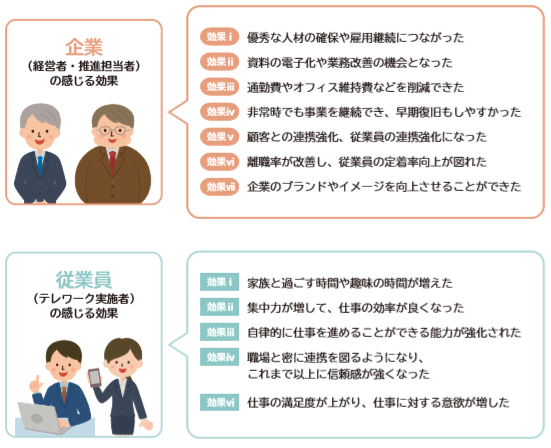 企業
（経営者・推進担当者）
の感じる効果
効果ⅰ 優秀な人材の確保や雇用継続につながった
効果ⅱ 資料の電子化や業務改善の機会となった
効果ⅲ 通勤費やオフィス維持費などを削減できた
効果ⅳ 非常時でも事業を継続でき、早期復旧もしやすかった
効果ⅴ 顧客との連携強化、従業員の連携強化になった
効果ⅵ 離職率が改善し、従業員の定着率向上が図れた
効果ⅶ 企業のブランドやイメージを向上させることができた
従業員
（テレワーク実施者）
の感じる効果
効果ⅰ 家族と過ごす時間や趣味の時間が増えた
効果ⅱ 集中力が増して、仕事の効率が良くなった
効果ⅲ 自律的に仕事を進めることができる能力が強化された
効果ⅳ 職場と密に連携を図るようになり、
これまで以上に信頼感が強くなった
効果ⅵ 仕事の満足度が上がり、仕事に対する意欲が増した